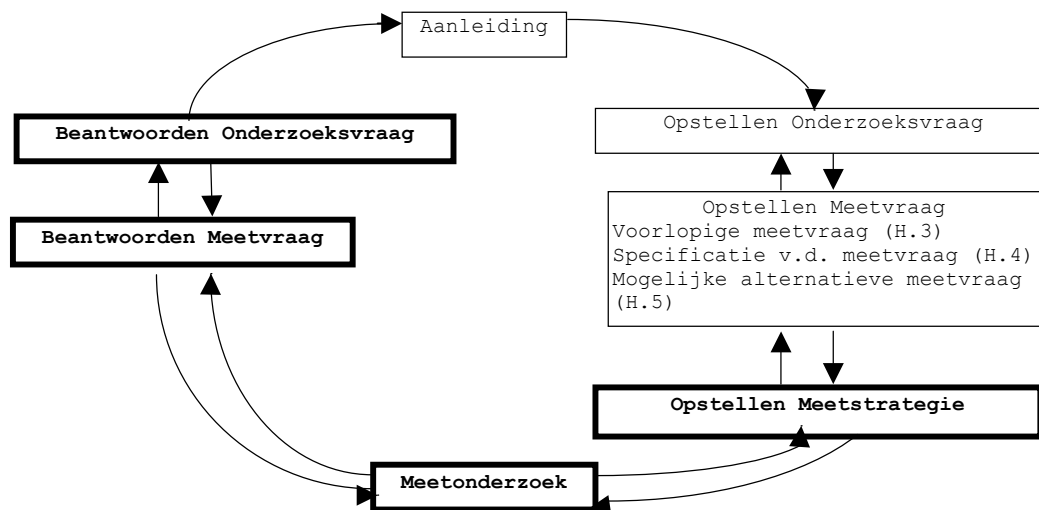 Aanleiding
Beantwoorden Onderzoeksvraag
Opstellen Onderzoeksvraag
Beantwoorden Meetvraag
Opstellen Meetvraag
Voorlopige meetvraag (H.3)
Specificatie v.d. meetvraag (H.4)
Mogelijke alternatieve meetvraag
(H.5)
Opstellen Meetstrategie
Meetonderzoek